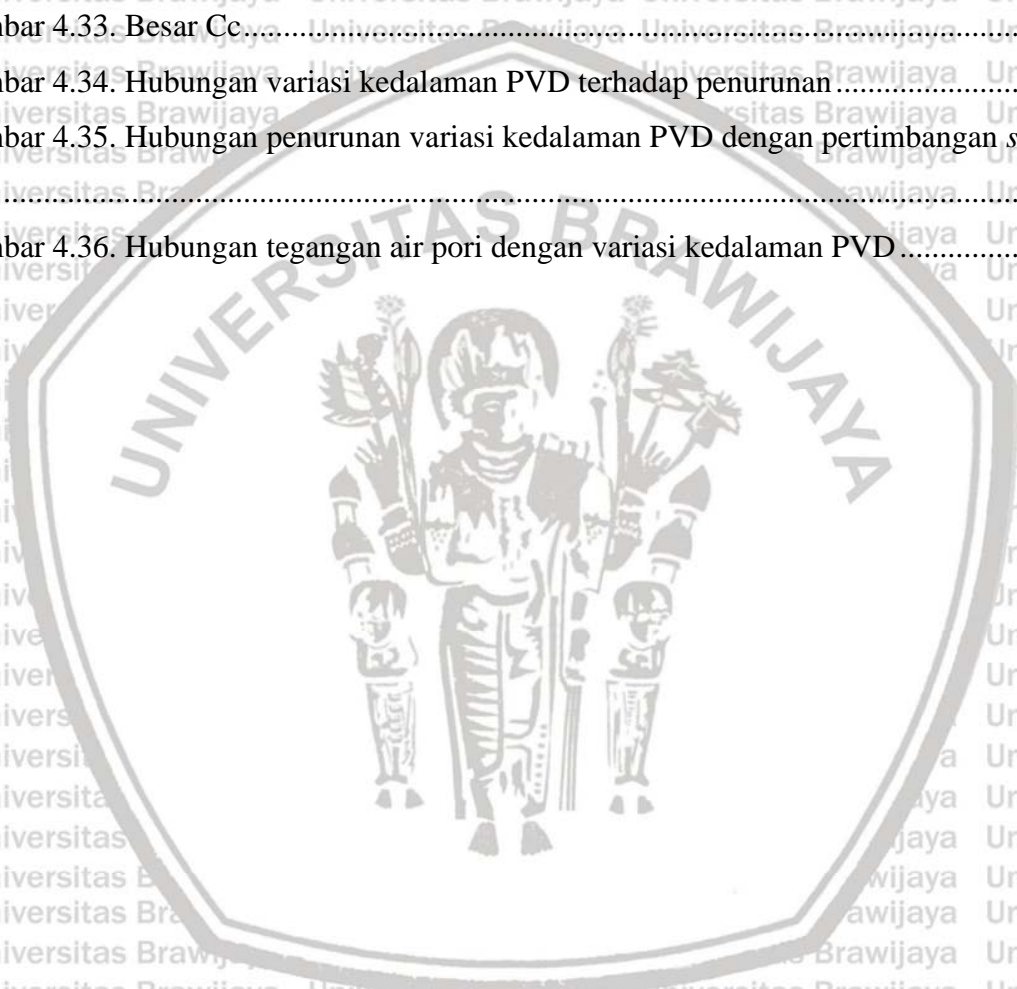 bar 4.33. Besar Cc
bar 4.34. Hubungan variasi kedalaman PVD terhadap penurunan
bar 4.35. Hubungan penurunan variasi kedalaman PVD dengan pertimbangan s
bar 4.36. Hubungan tegangan air pori dengan variasi kedalaman PVD
UNIVERSITAS BRAWIJAYA